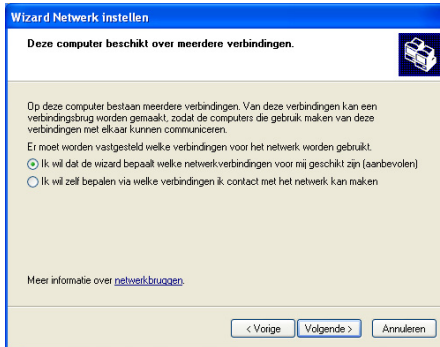 Wizard Netwerk instellen
Deze computer beschikt over meerdere verbindingen.
Op deze computer bestaan meerdere verbindingen. Van deze verbindingen kan een
verbindingsbrug worden gemaakt, zodat de computers die gebruik maken van deze
verbindingen met elkaar kunnen communiceren.
Er moet worden vastgesteld welke verbindingen voor het netwerk worden gebruikt.
Ik wil dat de wizard bepaalt welke netwerkverbindingen voor mij geschikt zijn (aanbevolen)
Ik wil zelf bepalen via welke verbindingen ik contact met het netwerk kan maken
Meer informatie over netwerkbruggen.
< Vorige Volgende > Annuleren